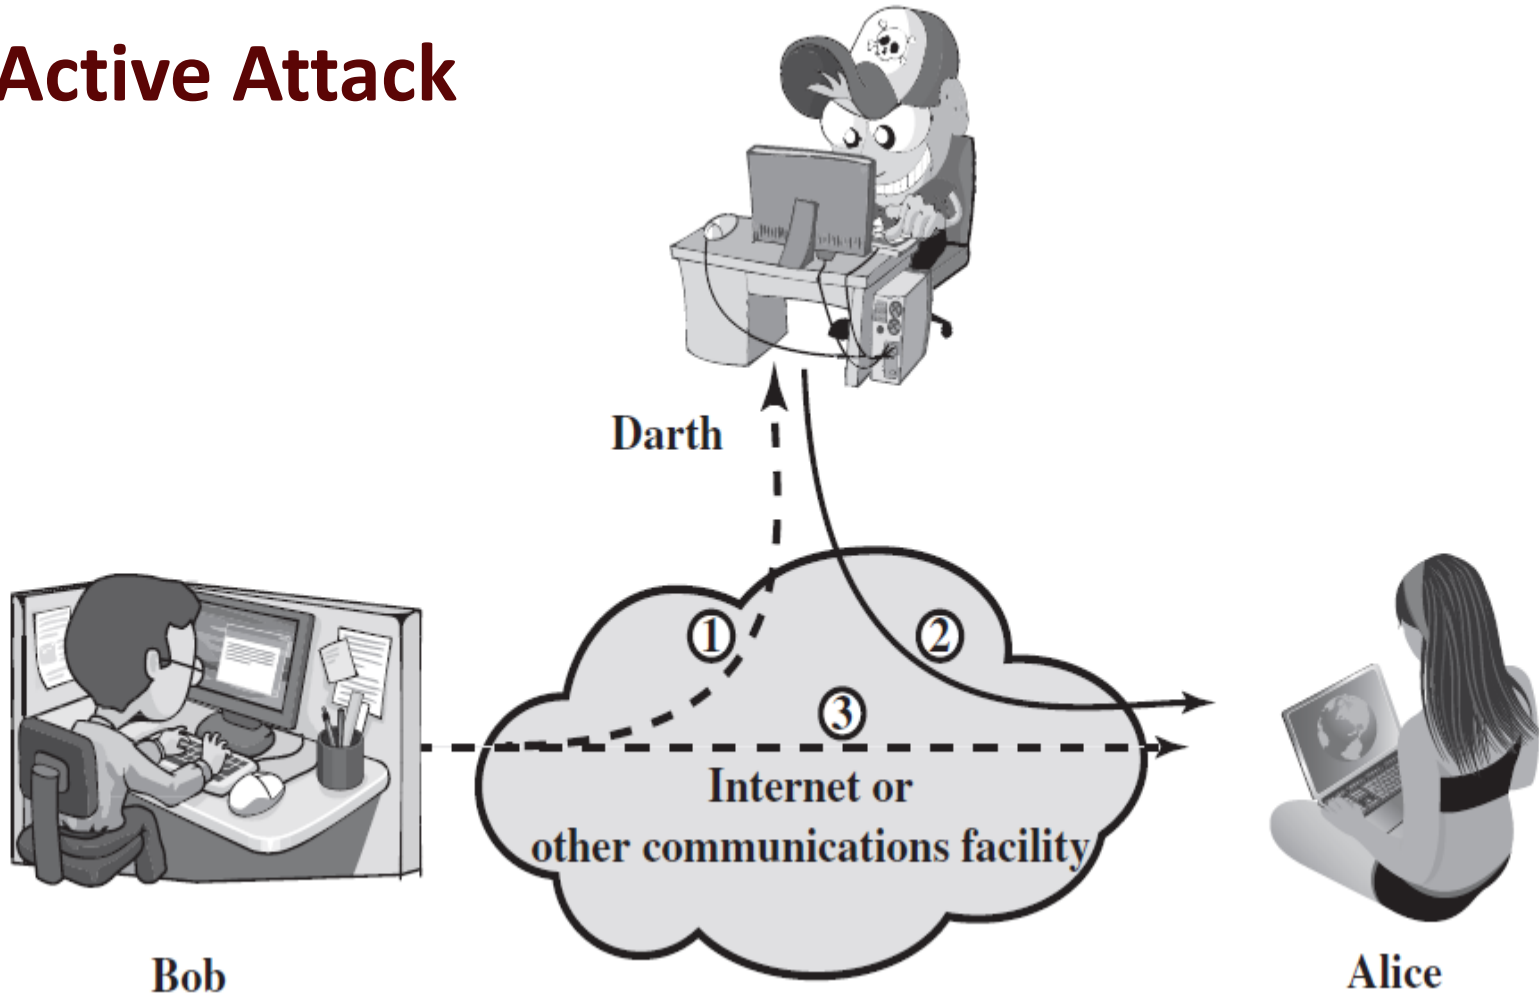 Active Attack
Darth
1
2
3
Internet or
other communications facility
Bob
Alice